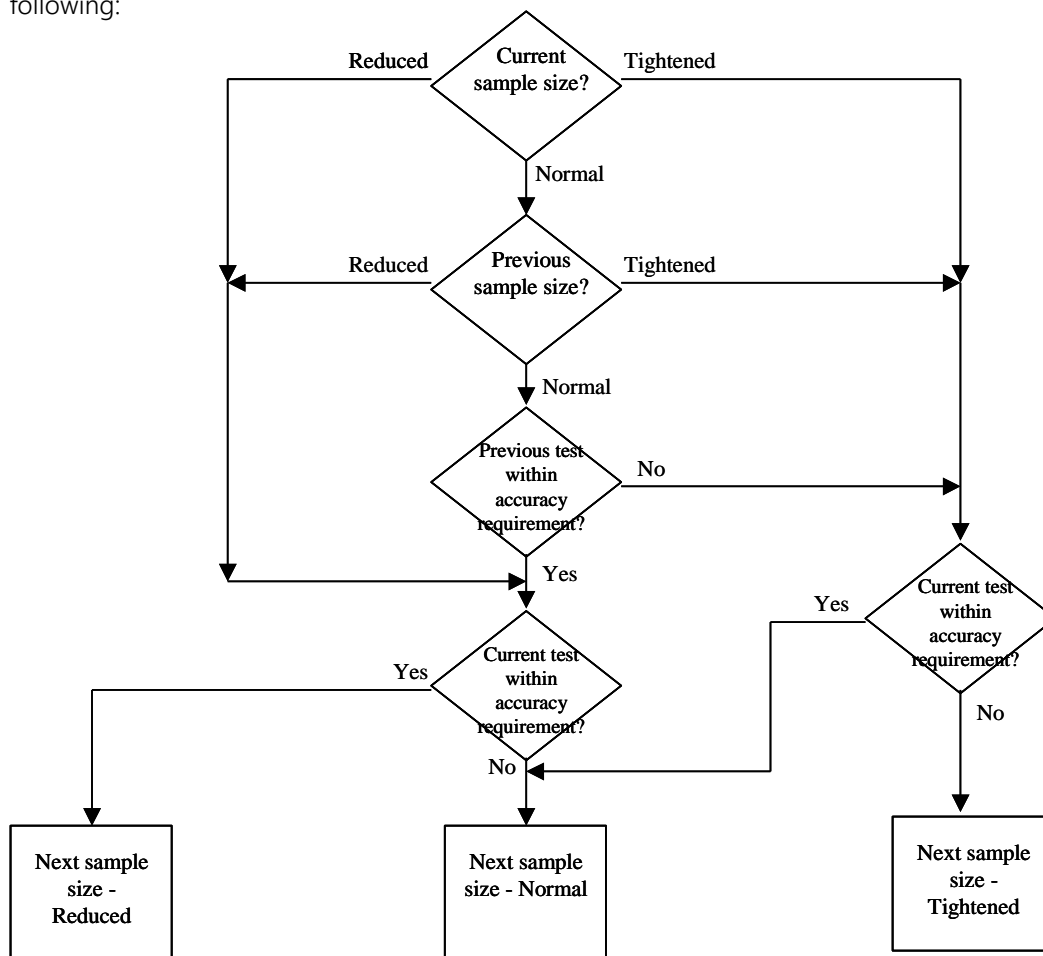 following:
Reduced
Current
sample size?
Tightened
Normal
Reduced
Previous
sample size?
Tightened
Normal
Previous test
within
accuracy
requirement?
No
Yes
Current test
within
accuracy
requirement?
Yes
No
Current test
within
accuracy
requirement?
Yes
No
Next sample
size -
Reduced
Next sample
size - Normal
Next sample
size -
Tightened